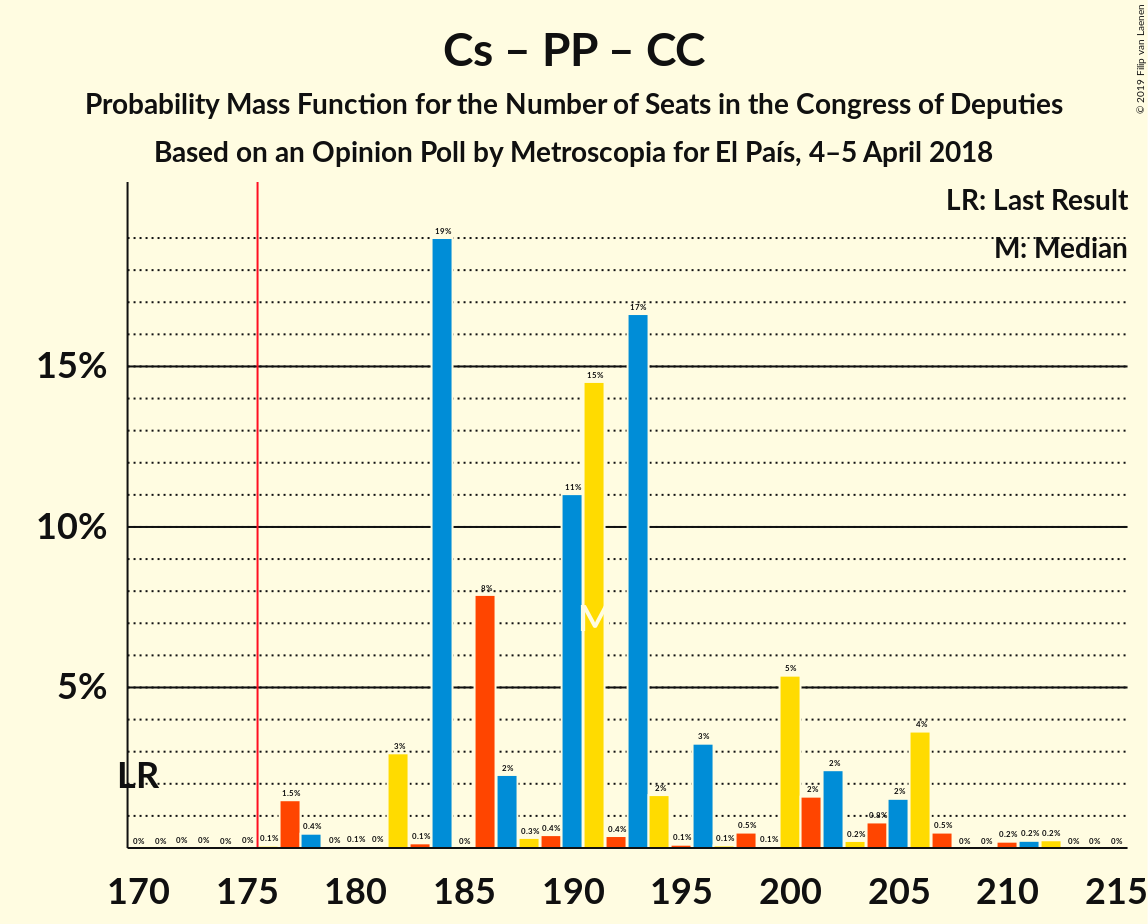 Cs – PP – CC
Probability Mass Function for the Number of Seats in the Congress of Deputies
Based on an Opinion Poll by Metroscopia for El País, 4–5 April 2018
© 2019 Filip van Laenen
LR: Last Result
M: Median
15%
10%
5%
LR
M
0% 0% 0% 0% 0% 0% 0.1% 1.5% 0.4% 0% 0.1% 0% 3% 0.1% 19% 0% 8% 2% 0.3% 0.4% 11% 15% 0.4% 17% 2% 0.1% 3% 0.1% 0.5% 0.1% 5% 2% 2% 0.2% 0.8% 2% 4% 0.5% 0% 0% 0.2% 0.2% 0.2% 0% 0% 0%
170 175 180 185 190 195 200 205 210 215